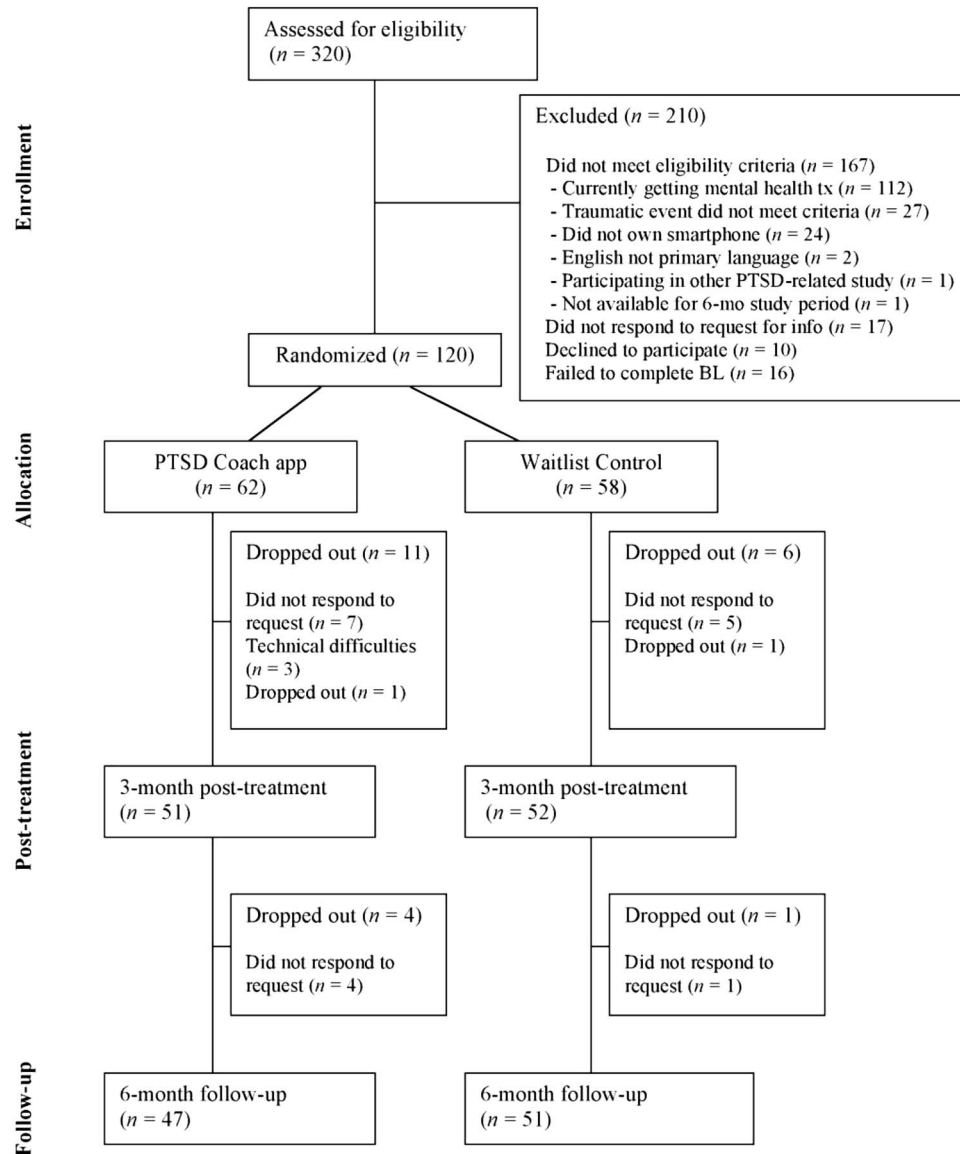 Assessed for eligibility
(n = 320)
Enrollment
Excluded (n = 210)
Did not meet eligibility criteria (n = 167)
- Currently getting mental health tx (n = 112)
- Traumatic event did not meet criteria (n = 27)
- Did not own smartphone (n = 24)
- English not primary language (n = 2)
- Participating in other PTSD-related study (n = 1)
- Not available for 6-mo study period (n = 1)
Did not respond to request for info (n = 17)
Declined to participate (n = 10)
Failed to complete BL (n = 16)
Randomized (n = 120)
Allocation
PTSD Coach app
(n = 62)
Waitlist Control
(n = 58)
Dropped out (n = 11)
Did not respond to
request (n = 7)
Technical difficulties
(n = 3)
Dropped out (n = 1)
Dropped out (n = 6)
Did not respond to
request (n = 5)
Dropped out (n = 1)
Post-treatment
3-month post-treatment
(n = 51)
3-month post-treatment
(n = 52)
Dropped out (n = 4)
Did not respond to
request (n = 4)
Dropped out (n = 1)
Did not respond to
request (n = 1)
Follow-up
6-month follow-up
(n = 47)
6-month follow-up
(n = 51)